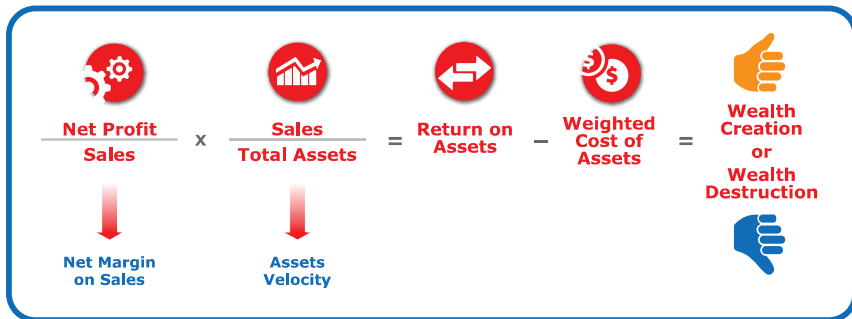 Net Profit
Sales
x
Sales
Total Assets
=
Return on
Assets
–
Weighted
Cost of
Assets
=
Wealth
Creation
or
Wealth
Destruction
Net Margin
on Sales
Assets
Velocity
$
$